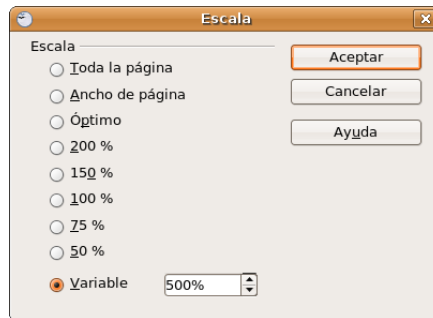 Escala
Escala
Toda la página
Ancho de página
Óptimo
200 %
150 %
100 %
75 %
50 %
Variable 500%
Aceptar
Cancelar
Ayuda